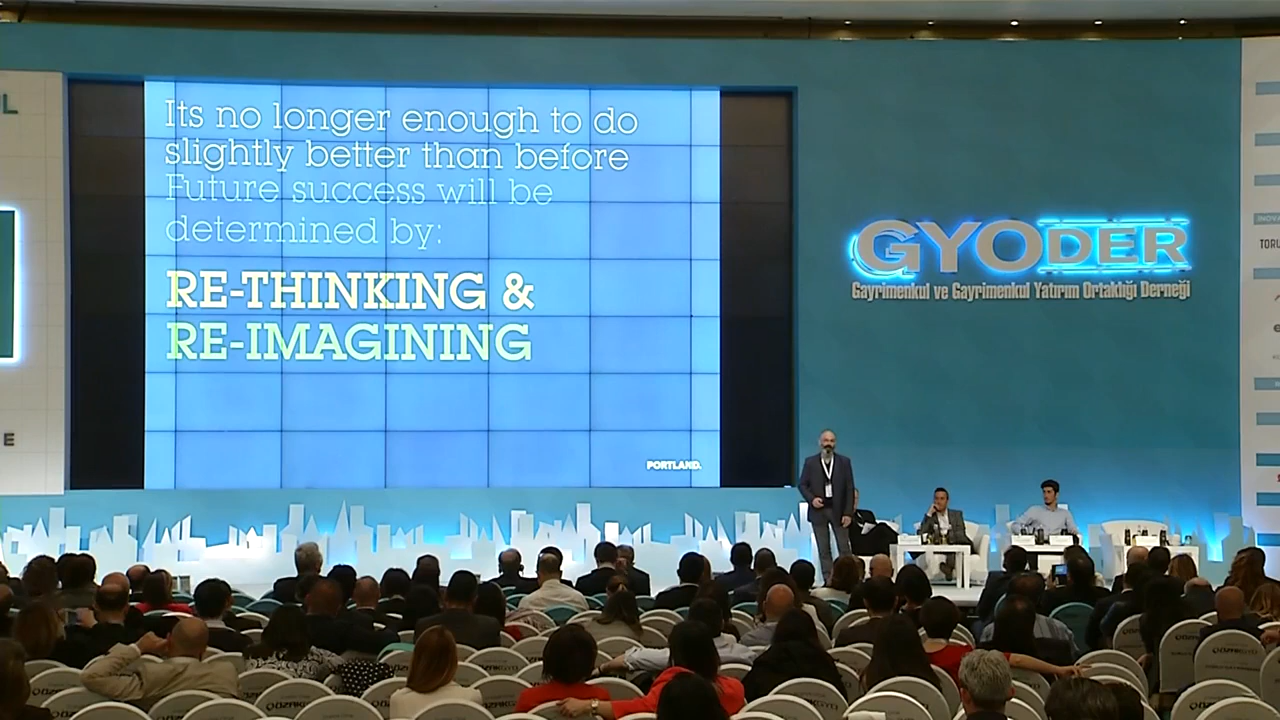 Its no longer enough to do
slightly better than before
Future success will be
determined by:
RE-THINKING &
RE-IMAGINING
PORTLAND.
GYODER
Gayrimenkul ve Gayrimenkul Yatırım Ortaklığı Derneği
L
E